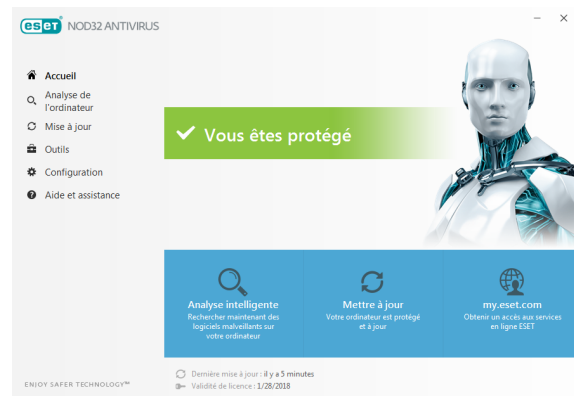 eset NOD32 ANTIVIRUS
Accueil
Analyse de
l'ordinateur
Mise à jour
Outils
Configuration
Aide et assistance
Vous êtes protégé
Analyse intelligente
Rechercher maintenant des
logiciels malveillants sur
votre ordinateur
Mettre à jour
Votre ordinateur est protégé
et à jour
my.eset.com
Obtenir un accès aux services
en ligne ESET
Dernière mise à jour : il y a 5 minutes
Validité de licence : 1/28/2018
ENJOY SAFER TECHNOLOGY™